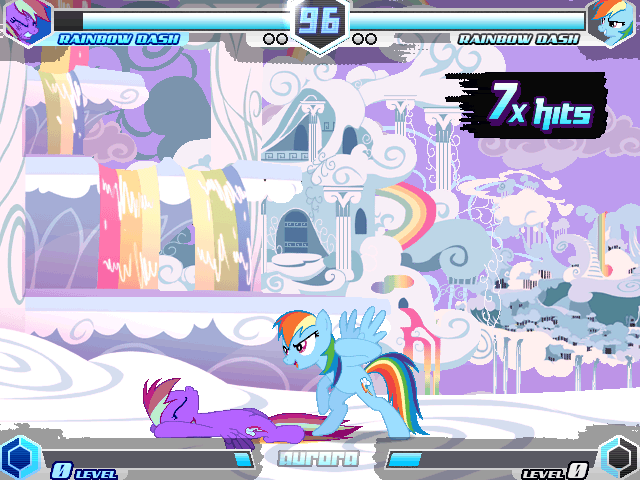 96
RAINBOW DASH
RAINBOW DASH
7x hits
0 LEVEL
aurora
LEVEL 0